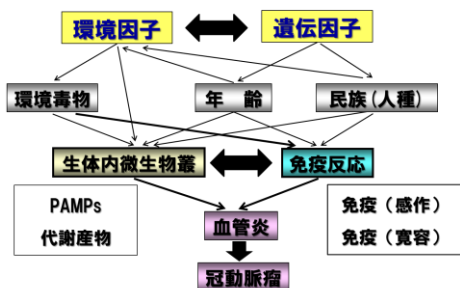 環境因子 遺伝因子
環境毒物 年 齢 民族(人種)
生体内微生物叢 免疫反応
PAMPs
代謝産物
血管炎
免疫（感作）
免疫（寛容）
冠動脈瘤